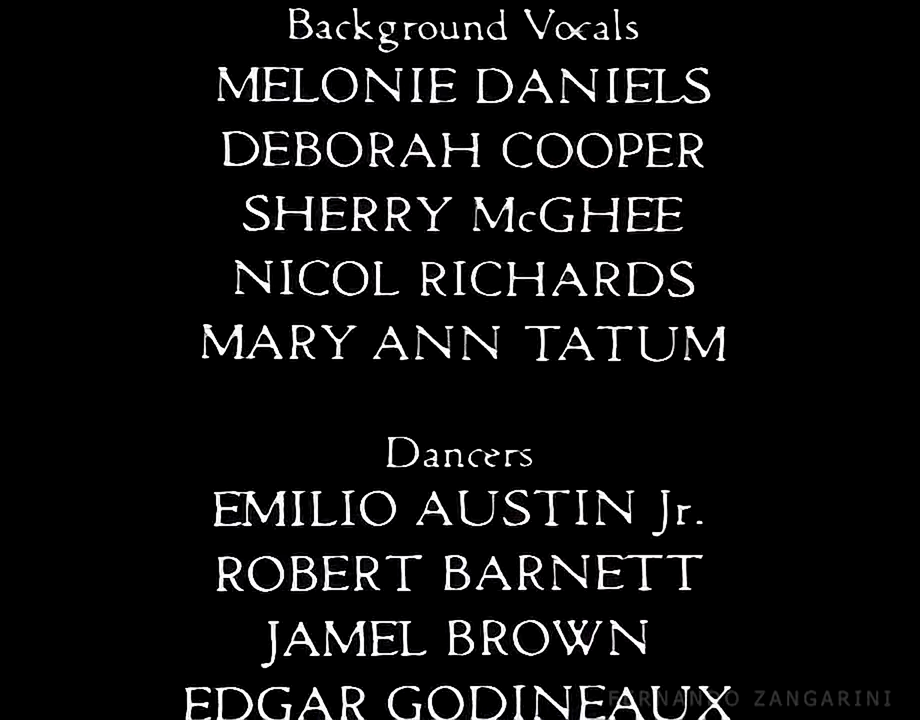 Background Vocals
MELONIE DANIELS
DEBORAH COOPER
SHERRY McGHEE
NICOL RICHARDS
MARY ANN TATUM
Dancers
EMILIO AUSTIN Jr.
ROBERT BARNETT
JAMEL BROWN
EDGAR GODINEAUX
FERNANDO ZANGARINI